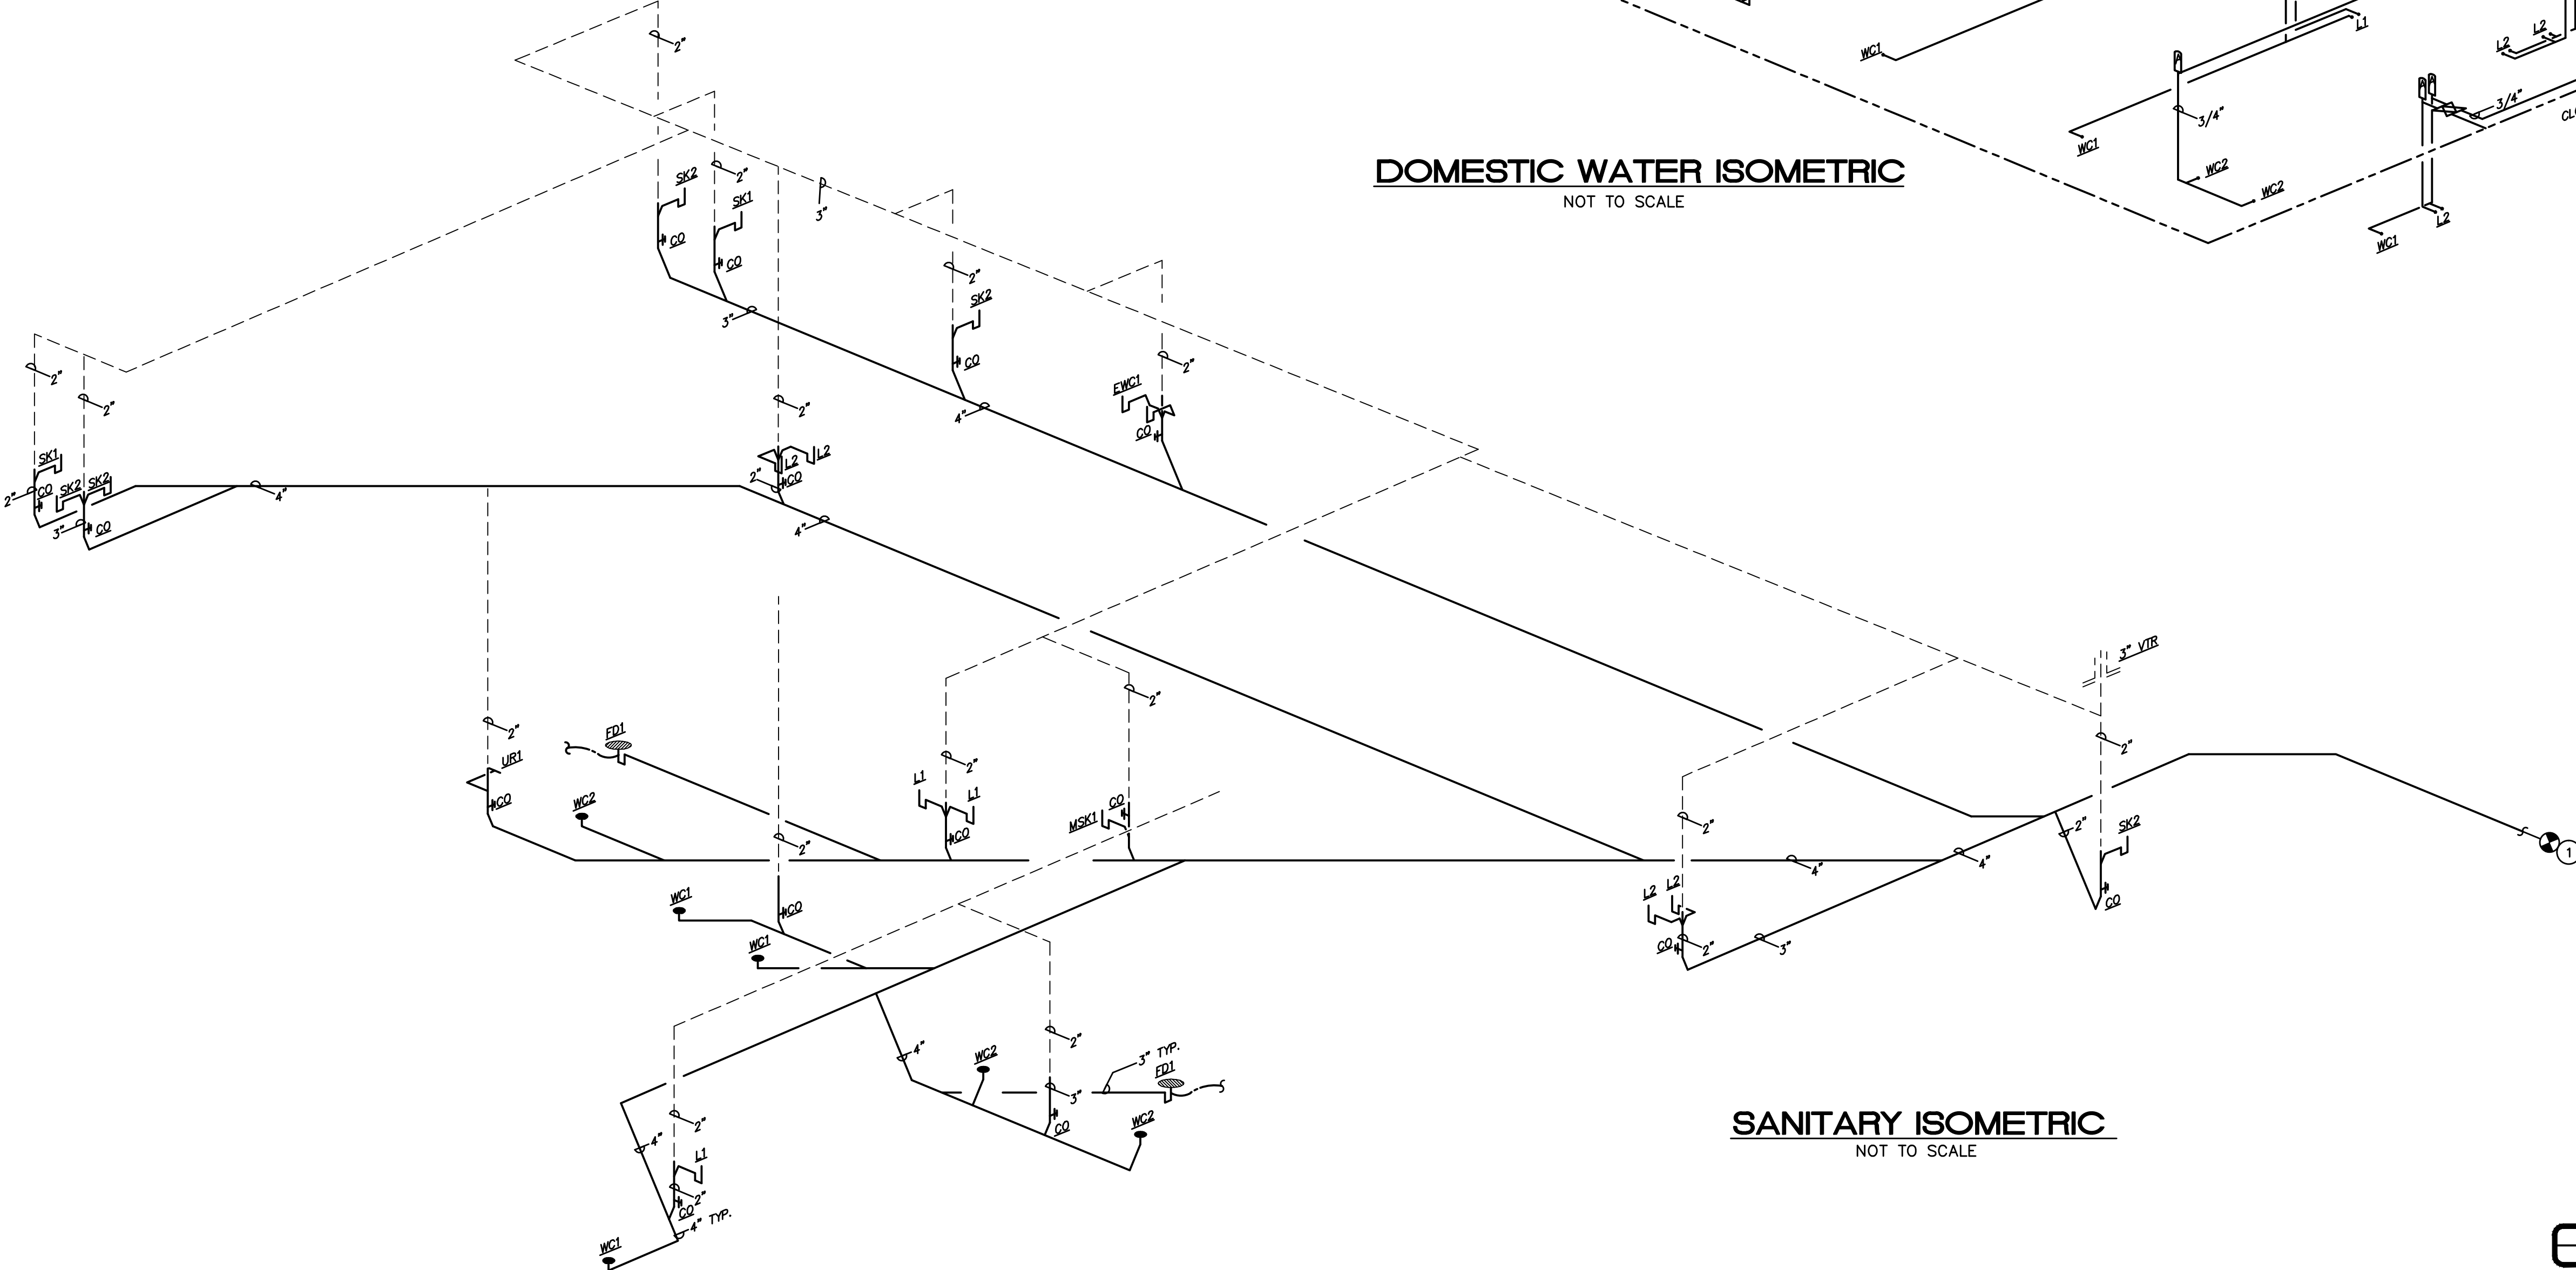 2"
WC1
L1
L2
L2
3/4"
3/4"
WC1
WC2
WC2
L2
WC1
DOMESTIC WATER ISOMETRIC
NOT TO SCALE
SK2
2"
SK1
3"
CO
CO
2"
SK2
3"
CO
2"
2"
2"
EWC1
2"
4"
CO
SK1
L2
L2
2"
CO
2"
CO
SK2
SK2
4"
3"
CO
4"
3" VTR
2"
2"
2"
FD1
UR1
2"
L1
L1
CO
WC2
CO
MSK1
CO
2"
2"
2"
SK2
4"
4"
1
WC1
CO
L2
L2
CO
WC1
CO
2"
3"
2"
4"
WC2
3" TYP.
FD1
3"
2"
CO
WC2
4"
L1
2"
CO
4" TYP.
WC1
SANITARY ISOMETRIC
NOT TO SCALE